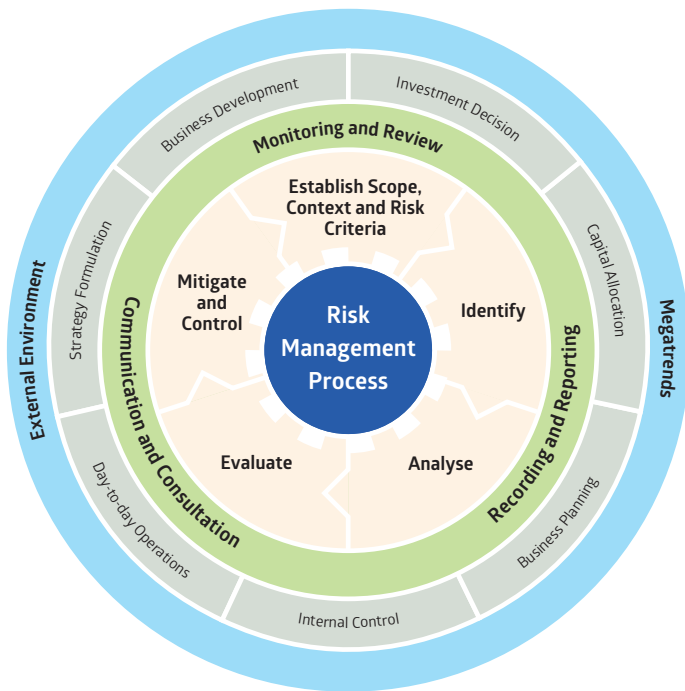 Business Development
Investment Decision
Capital Allocation
Business Planning
Internal Control
Day-to-day Operations
Strategy Formulation
External Environment
Megatrends
Monitoring and Review
Recording and Reporting
Communication and Consultation
Establish Scope,
Context and Risk
Criteria
Identify
Analyse
Evaluate
Mitigate
and
Control
Risk
Management
Process